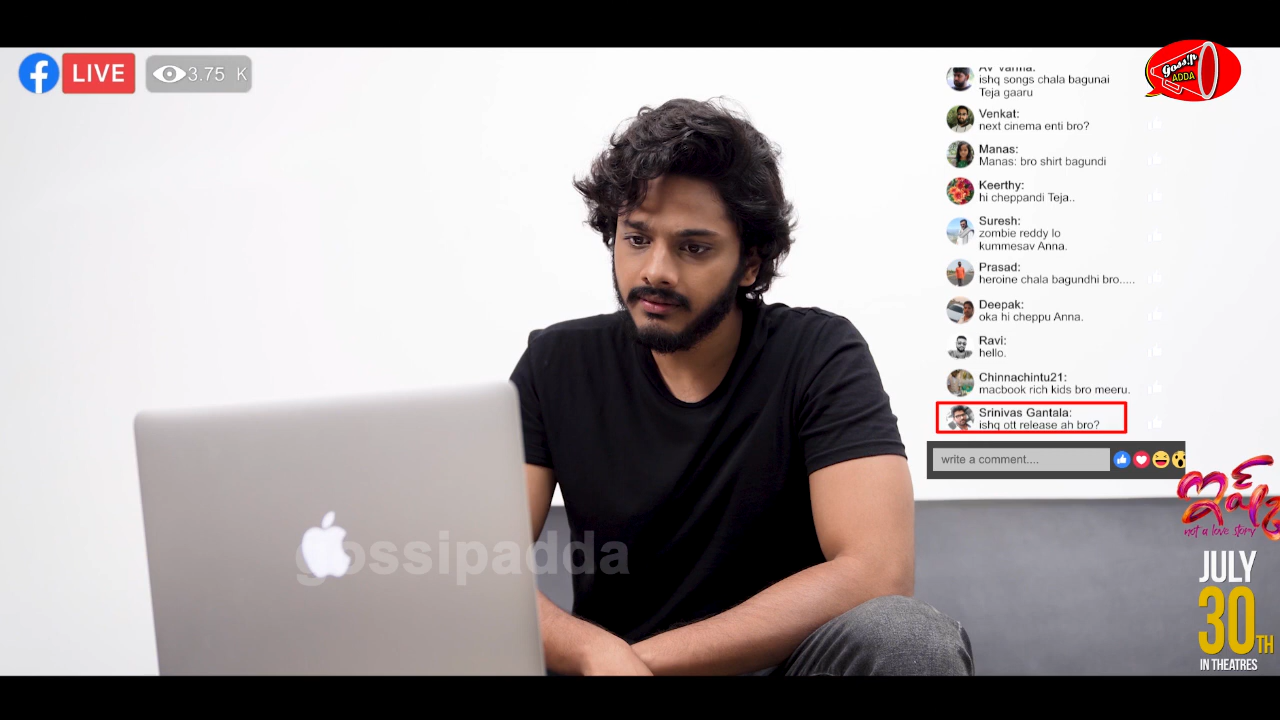 LIVE
3.75 K
Goss!p
ADDA
Av Varma:
ishq songs chala bagunai
Teja gaaru
Venkat:
next cinema enti bro?
Manas:
Manas: bro shirt bagundi
Keerthy:
hi cheppandi Teja..
Suresh:
zombie reddy lo
kummesav Anna.
Prasad:
heroine chala bagundhi bro.....
Deepak:
oka hi cheppu Anna.
Ravi:
hello.
Chinnachintu21:
macbook rich kids bro meeru.
Srinivas Gantala:
ishq ott release ah bro?
write a comment....
gossipadda
ఇష్క్
not a love story
JULY
30TH
IN THEATRES